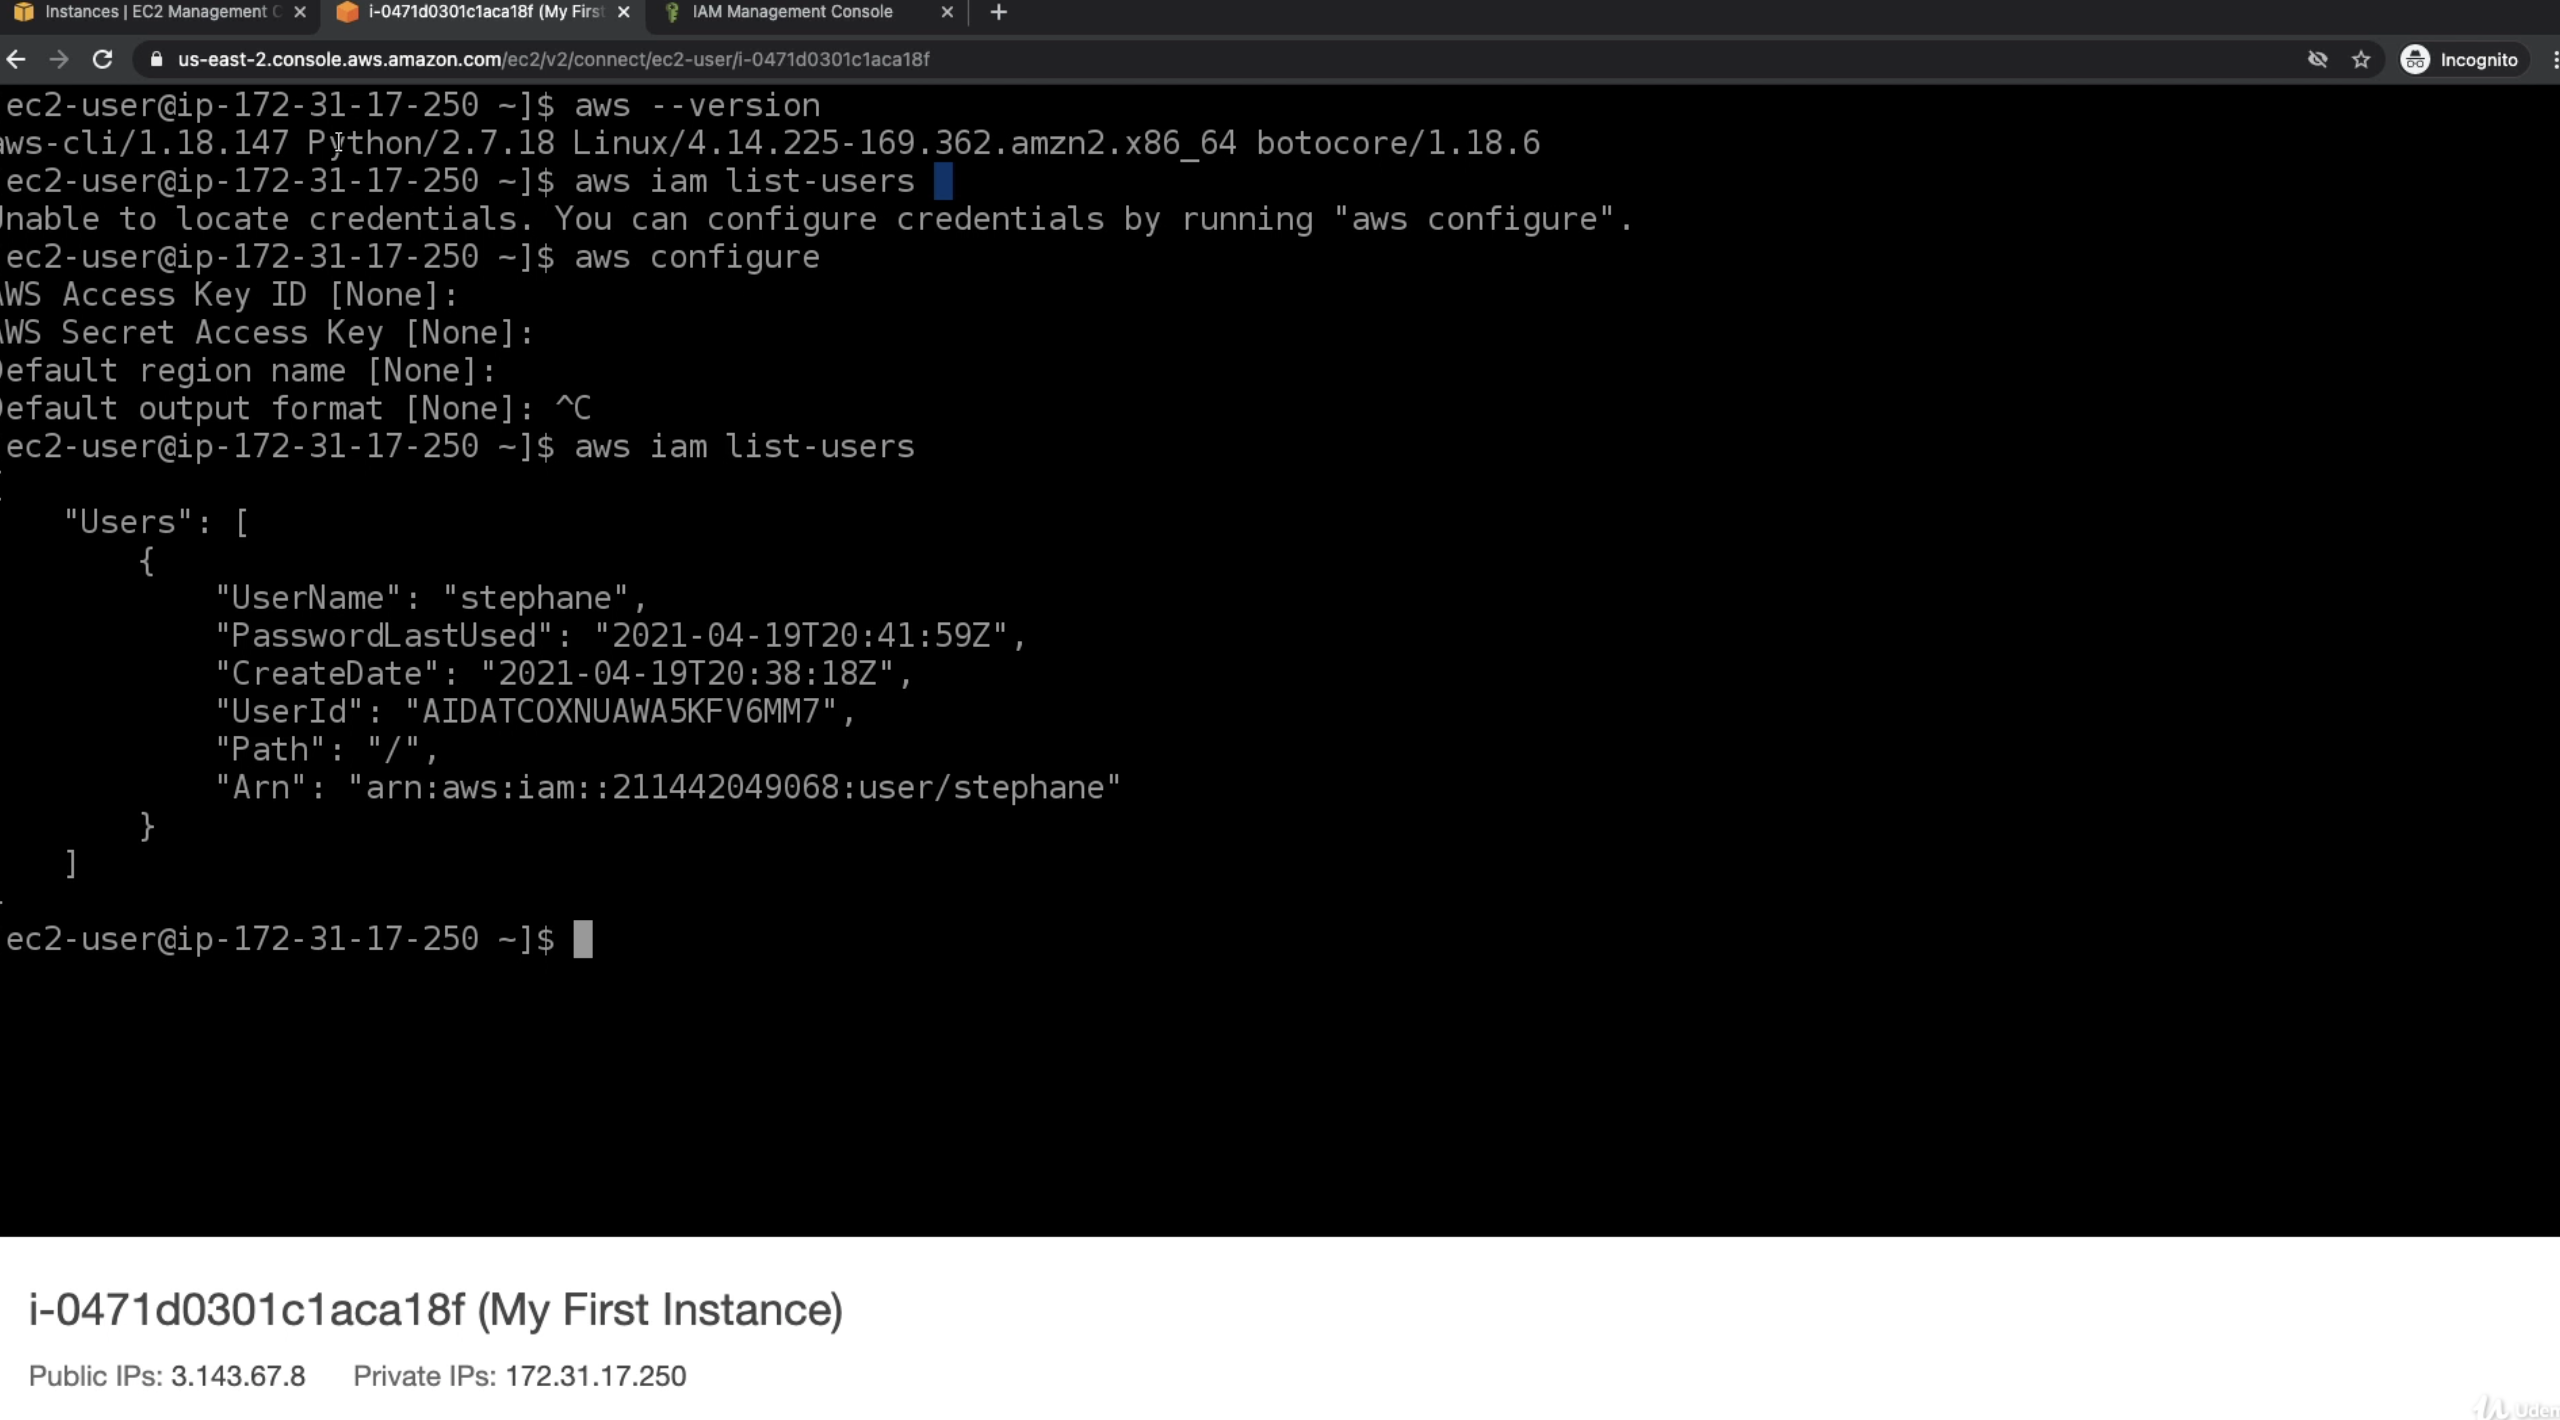 Instances | EC2 Management C
i-0471d0301c1aca18f (My First
IAM Management Console
us-east-2.console.aws.amazon.com/ec2/v2/connect/ec2-user/i-0471d0301c1aca18f
Incognito
ec2-user@ip-172-31-17-250 ~]$ aws --version
aws-cli/1.18.147 Python/2.7.18 Linux/4.14.225-169.362.amzn2.x86_64 botocore/1.18.6
ec2-user@ip-172-31-17-250 ~]$ aws iam list-users
Unable to locate credentials. You can configure credentials by running "aws configure".
ec2-user@ip-172-31-17-250 ~]$ aws configure
AWS Access Key ID [None]:
AWS Secret Access Key [None]:
Default region name [None]:
Default output format [None]: ^C
ec2-user@ip-172-31-17-250 ~]$ aws iam list-users
"Users": [
{
"UserName": "stephane",
"PasswordLastUsed": "2021-04-19T20:41:59Z",
"CreateDate": "2021-04-19T20:38:18Z",
"UserId": "AIDATCOXNUAWA5KFV6MM7",
"Path": "/",
"Arn": "arn:aws:iam::211442049068:user/stephane"
}
]
ec2-user@ip-172-31-17-250 ~]$
i-0471d0301c1aca18f (My First Instance)
Public IPs: 3.143.67.8 Private IPs: 172.31.17.250